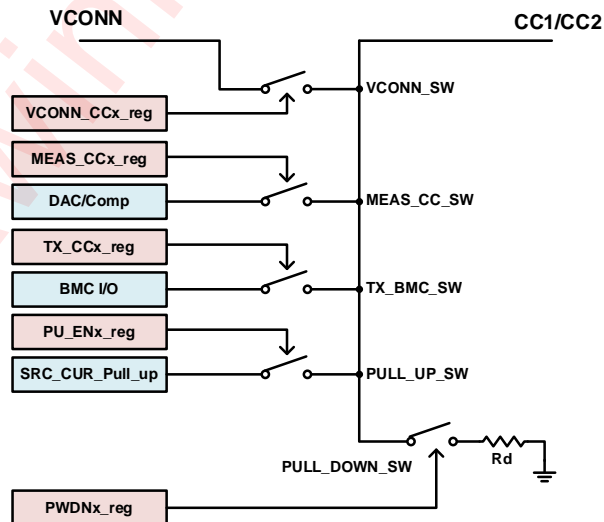 VCONN
CC1/CC2
VCONN_SW
VCONN_CCx_reg
MEAS_CCx_reg
DAC/Comp
MEAS_CC_SW
TX_CCx_reg
BMC I/O
TX_BMC_SW
PU_ENx_reg
SRC_CUR_Pull_up
PULL_UP_SW
PULL_DOWN_SW
Rd
PWDNx_reg